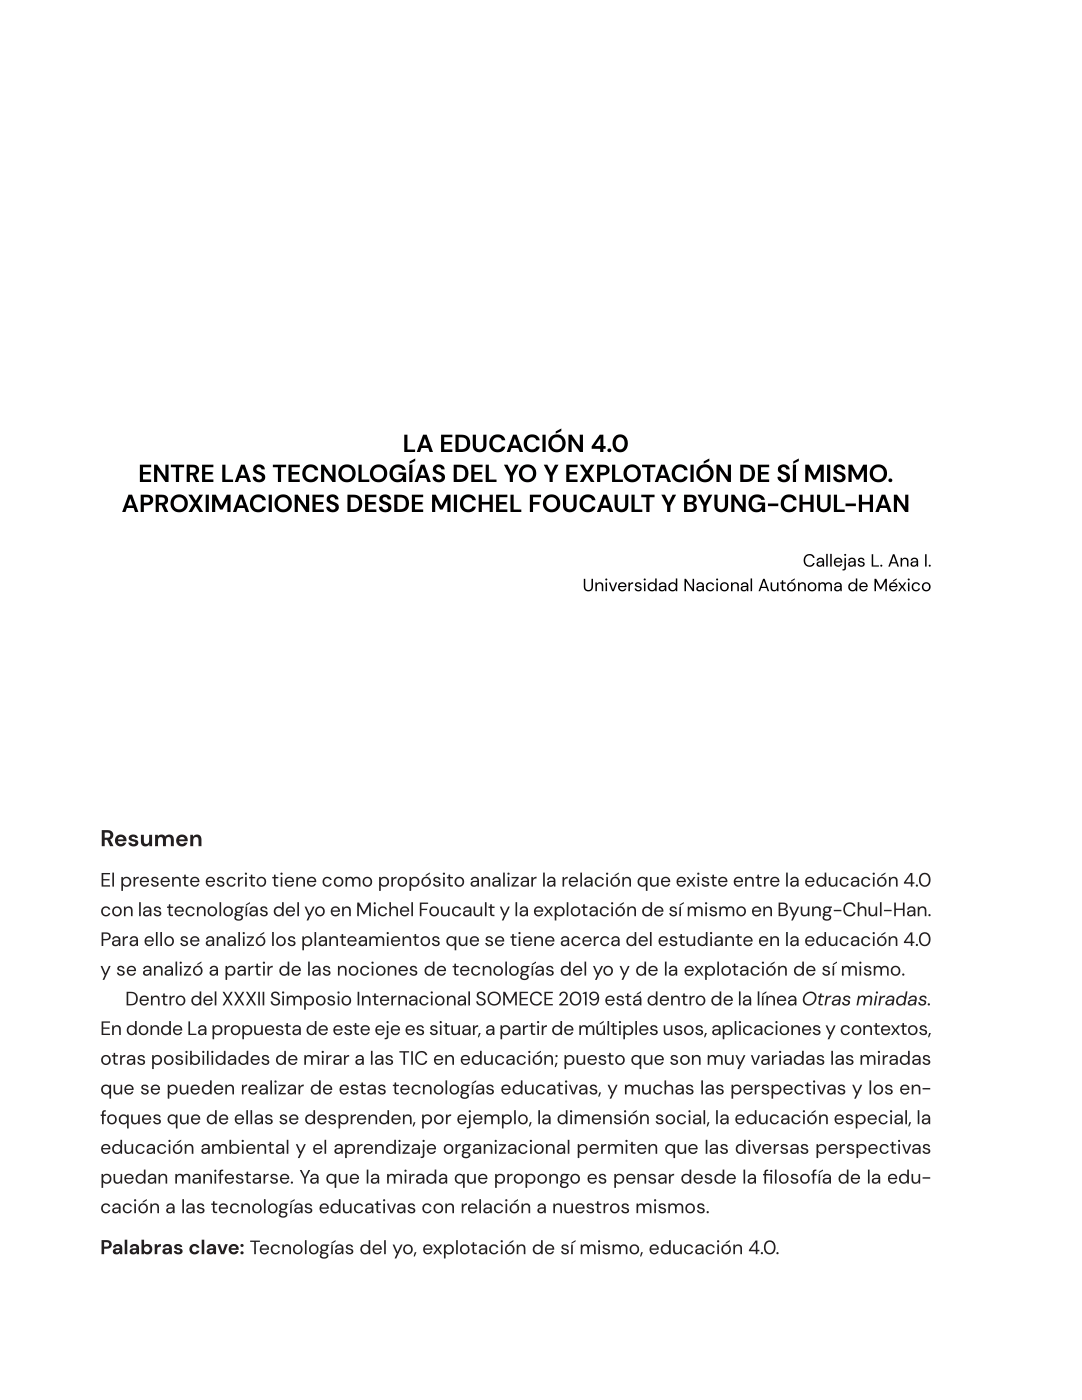 LA EDUCACIÓN 4.0
ENTRE LAS TECNOLOGÍAS DEL YO Y EXPLOTACIÓN DE SÍ MISMO.
APROXIMACIONES DESDE MICHEL FOUCAULT Y BYUNG-CHUL-HAN
Callejas L. Ana I.
Universidad Nacional Autónoma de México
Resumen
El presente escrito tiene como propósito analizar la relación que existe entre la educación 4.0
con las tecnologías del yo en Michel Foucault y la explotación de sí mismo en Byung-Chul-Han.
Para ello se analizó los planteamientos que se tiene acerca del estudiante en la educación 4.0
y se analizó a partir de las nociones de tecnologías del yo y de la explotación de sí mismo.
Dentro del XXXII Simposio Internacional SOMECE 2019 está dentro de la línea Otras miradas.
En donde La propuesta de este eje es situar, a partir de múltiples usos, aplicaciones y contextos,
otras posibilidades de mirar a las TIC en educación; puesto que son muy variadas las miradas
que se pueden realizar de estas tecnologías educativas, y muchas las perspectivas y los en-
foques que de ellas se desprenden, por ejemplo, la dimensión social, la educación especial, la
educación ambiental y el aprendizaje organizacional permiten que las diversas perspectivas
puedan manifestarse. Ya que la mirada que propongo es pensar desde la filosofía de la edu-
cación a las tecnologías educativas con relación a nuestros mismos.
Palabras clave: Tecnologías del yo, explotación de sí mismo, educación 4.0.